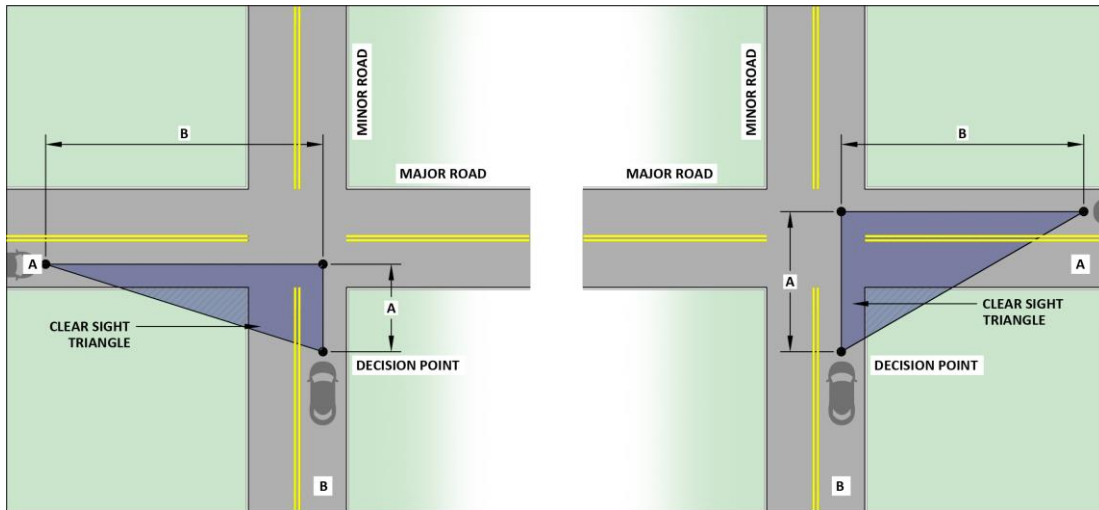 MINOR ROAD
B
MAJOR ROAD
A
A
CLEAR SIGHT
TRIANGLE
DECISION POINT
B
MINOR ROAD
B
MAJOR ROAD
A
A
CLEAR SIGHT
TRIANGLE
DECISION POINT
B